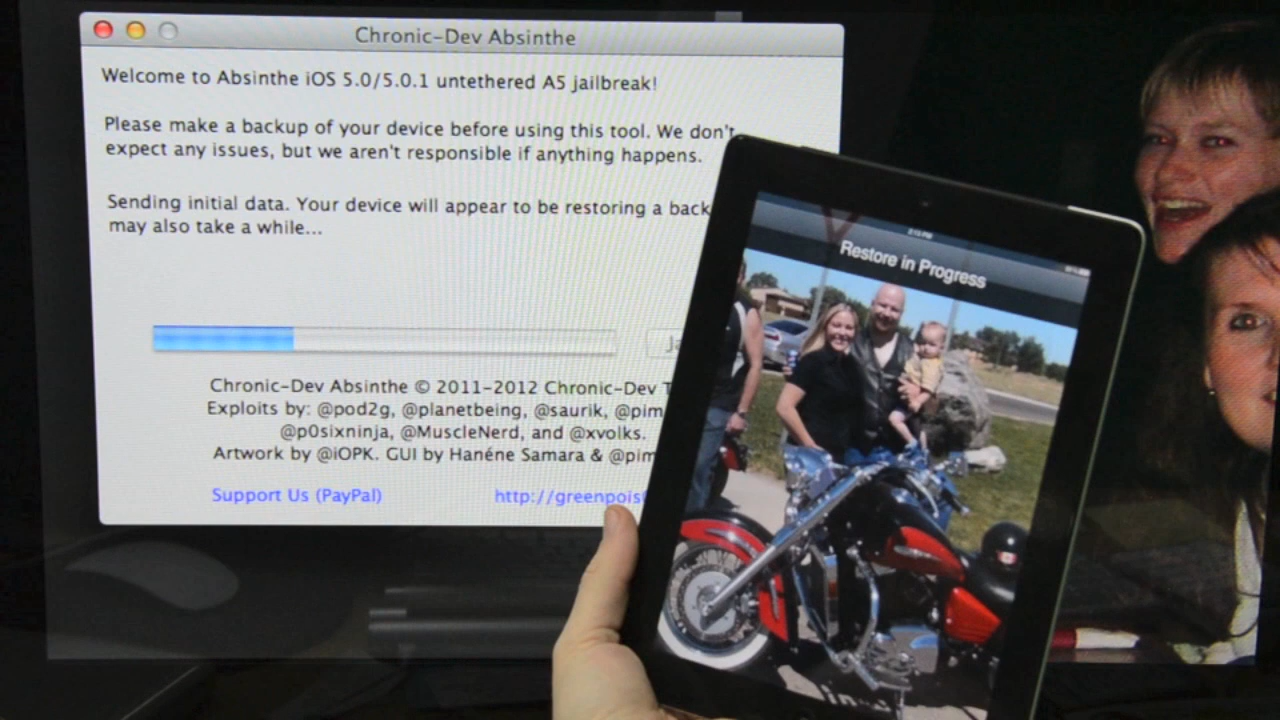 Chronic-Dev Absinthe
Welcome to Absinthe iOS 5.0/5.0.1 untethered A5 jailbreak!
Please make a backup of your device before using this tool. We don't
expect any issues, but we aren't responsible if anything happens.
Sending initial data. Your device will appear to be restoring a back
may also take a while...
Ja
Chronic-Dev Absinthe © 2011-2012 Chronic-Dev T
Exploits by: @pod2g, @planetbeing, @saurik, @pim
@p0sixninja, @MuscleNerd, and @xvolks.
Artwork by @iOPK. GUI by Hanéne Samara & @pim
Support Us (PayPal)
http://greenpois
Restore in Progress